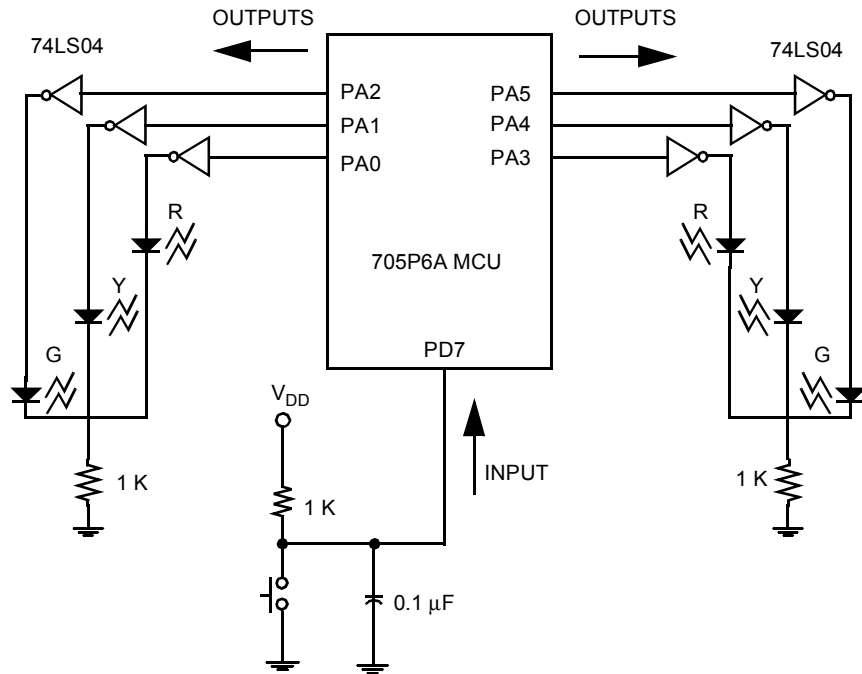 OUTPUTS
OUTPUTS
74LS04
74LS04
PA2
PA5
PA1
PA4
PA0
PA3
R
R
705P6A MCU
Y
Y
PD7
G
G
VDD
INPUT
1 K
1 K
1 K
0.1 μF